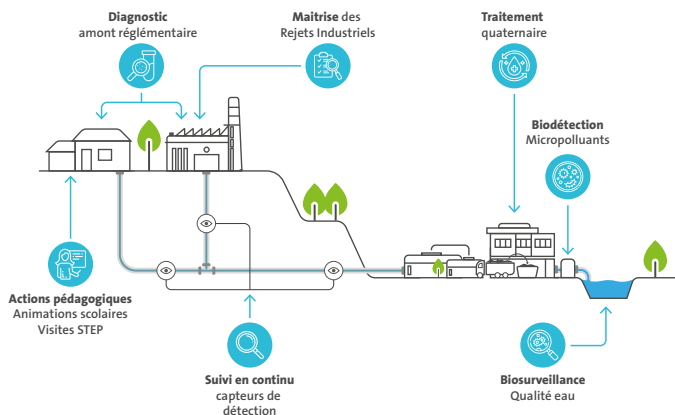 Diagnostic
amont réglémentaire
Maitrise des
Rejets Industriels
Traitement
quaternaire
Biodétection
Micropolluants
Actions pédagogiques
Animations scolaires
Visites STEP
Suivi en continu
capteurs de
détection
Biosurveillance
Qualité eau